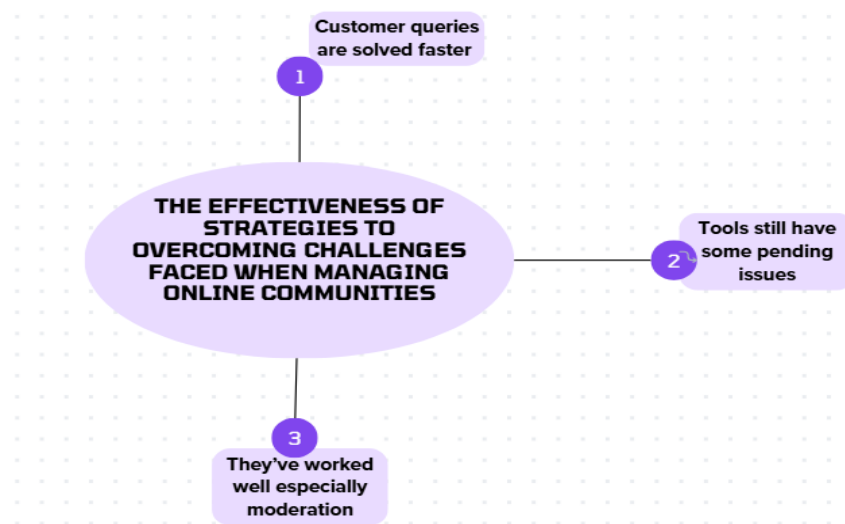 Customer queries
are solved faster
1
THE EFFECTIVENESS OF
STRATEGIES TO
OVERCOMING CHALLENGES
FACED WHEN MANAGING
ONLINE COMMUNITIES
Tools still have
some pending
issues
2
3
They've worked
well especially
moderation